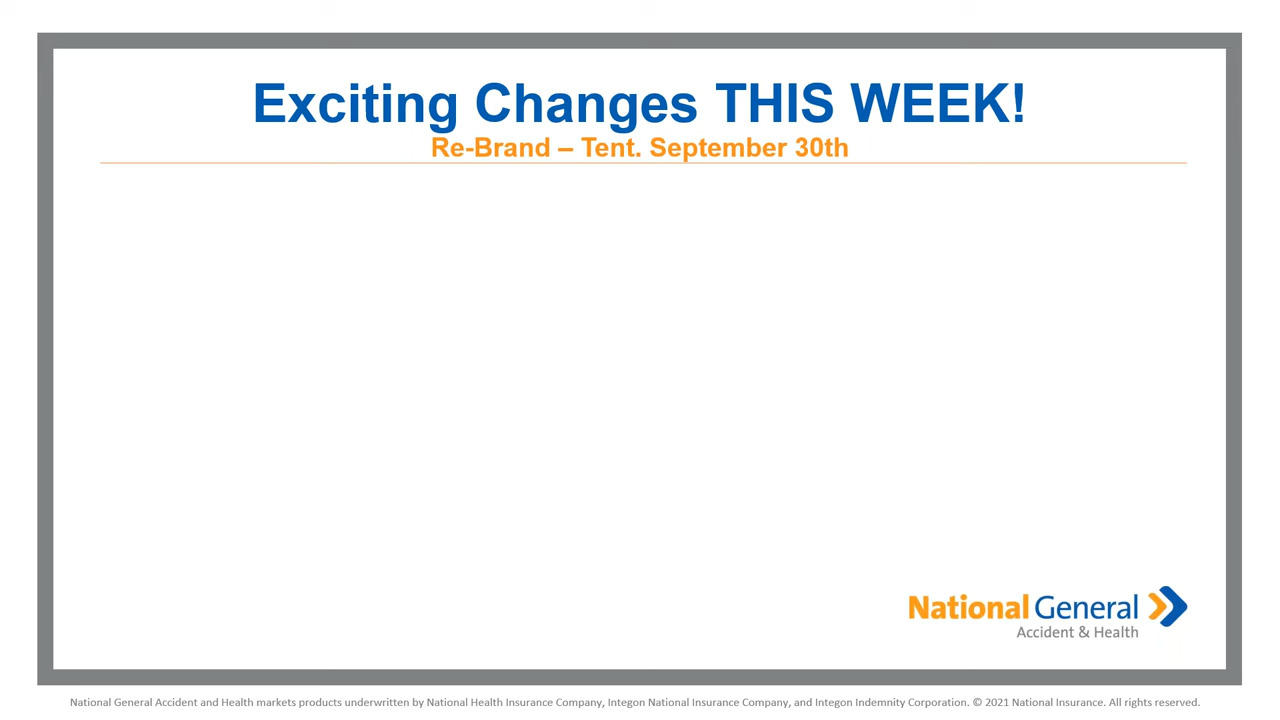 Exciting Changes THIS WEEK!
Re-Brand – Tent. September 30th
National General
Accident & Health
National General Accident and Health markets products underwritten by National Health Insurance Company, Integon National Insurance Company, and Integon Indemnity Corporation. © 2021 National Insurance. All rights reserved.